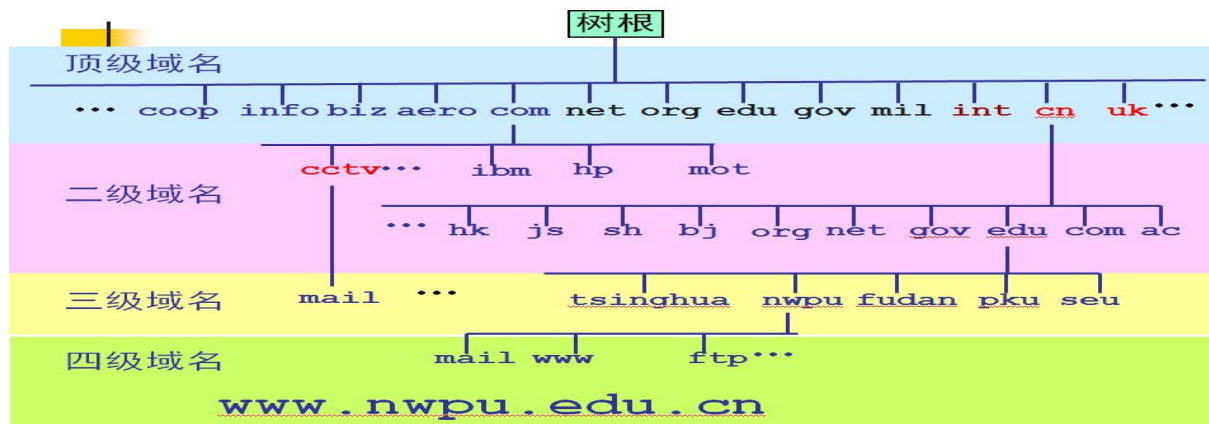 树根
顶级域名
… coop info biz aero com net org edu gov mil int cn uk …
cctv … ibm hp mot
二级域名
… hk js sh bj org net gov edu com ac
三级域名 mail … tsinghua nwpu fudan pku seu
四级域名 mail www ftp …
www.nwpu.edu.cn